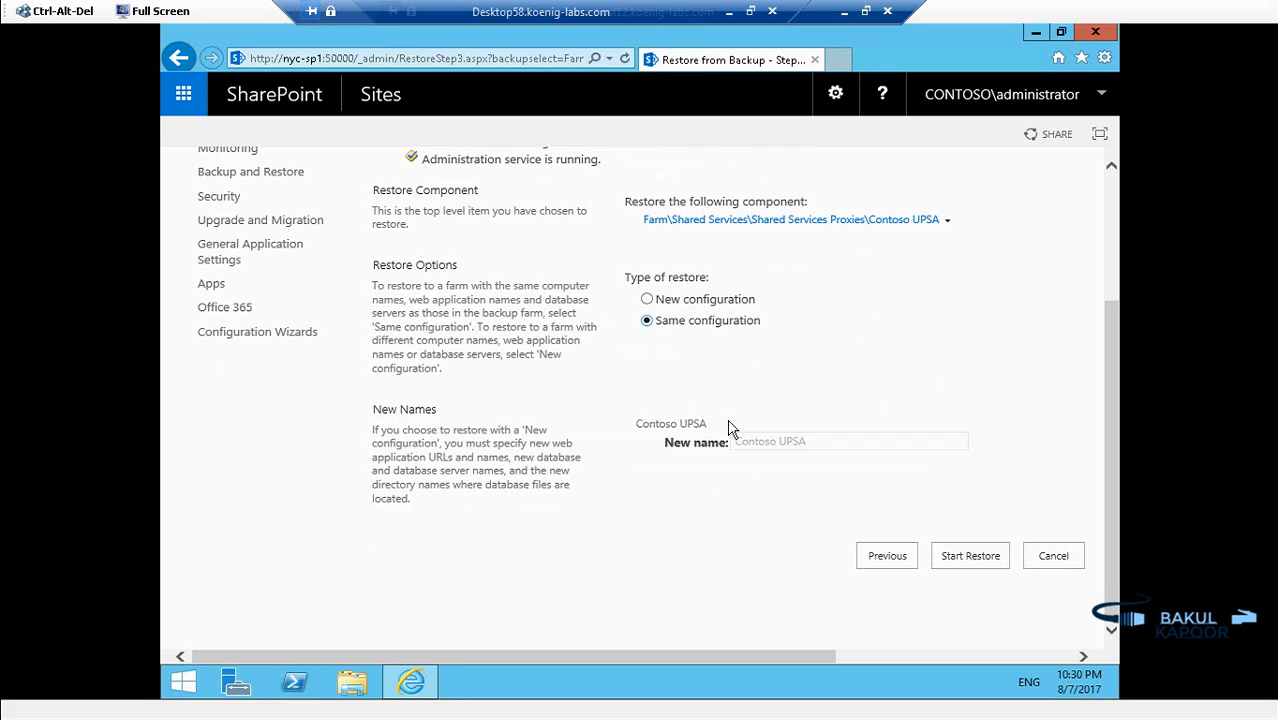 Ctrl-Alt-Del
Full Screen
Desktop58.koenig-labs.com
http://nyc-sp1:50000/_admin/RestoreStep3.aspx?backupselect=Farr
Restore from Backup - Step...
SharePoint
Sites
?
CONTOSO\administrator
SHARE
Monitoring
Backup and Restore
Security
Upgrade and Migration
General Application
Settings
Apps
Office 365
Configuration Wizards
Administration service is running.
Restore Component
This is the top level item you have chosen to
restore.
Restore the following component:
Farm\Shared Services\Shared Services Proxies\Contoso UPSA
Restore Options
To restore to a farm with the same computer
names, web application names and database
servers as those in the backup farm, select
'Same configuration'. To restore to a farm with
different computer names, web application
names or database servers, select 'New
configuration'.
Type of restore:
New configuration
Same configuration
New Names
If you choose to restore with a 'New
configuration', you must specify new web
application URLs and names, new database
and database server names, and the new
directory names where database files are
located.
Contoso UPSA
New name: Contoso UPSA
Previous
Start Restore
Cancel
BAKUL
KAPOOR
ENG
10:30 PM
8/7/2017